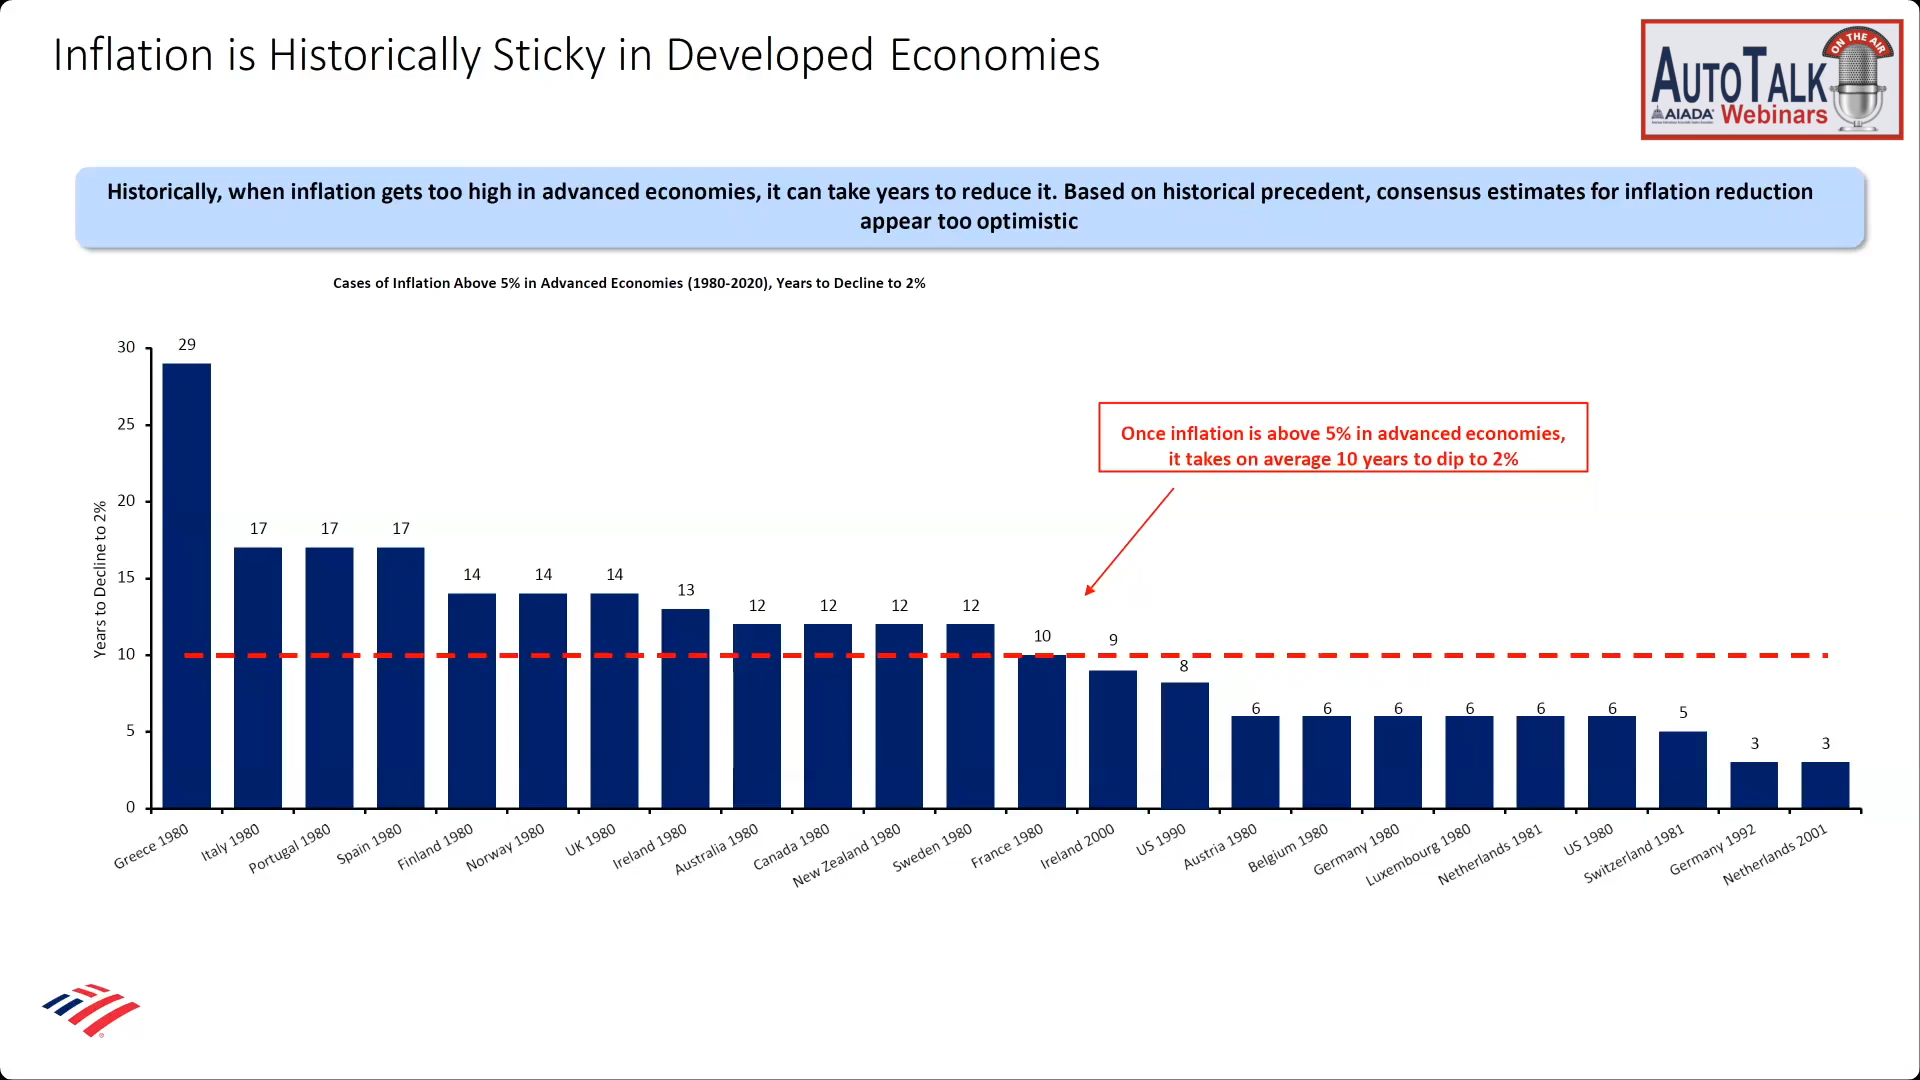 Inflation is Historically Sticky in Developed Economies
ON THE AIR
AUTOTALK
AIADA Webinars
Historically, when inflation gets too high in advanced economies, it can take years to reduce it. Based on historical precedent, consensus estimates for inflation reduction
appear too optimistic
Cases of Inflation Above 5% in Advanced Economies (1980-2020), Years to Decline to 2%
Once inflation is above 5% in advanced economies,
it takes on average 10 years to dip to 2%
Years to Decline to 2%
30
25
20
15
10
5
0
29
17
17
17
14
14
14
13
12
12
12
12
10
9
8
6
6
6
6
6
6
5
3
3
Greece 1980
Italy 1980
Portugal 1980
Spain 1980
Finland 1980
Norway 1980
UK 1980
Ireland 1980
Australia 1980
Canada 1980
New Zealand 1980
Sweden 1980
France 1980
Ireland 2000
US 1990
Austria 1980
Belgium 1980
Germany 1980
Luxembourg 1980
Netherlands 1981
US 1980
Switzerland 1981
Germany 1992
Netherlands 2001